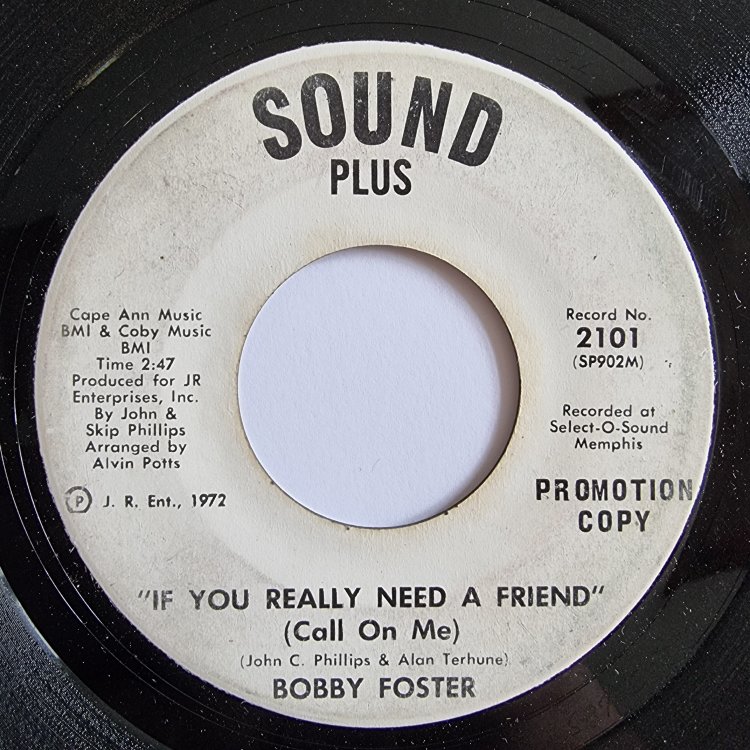 SOUND
PLUS
Cape Ann Music
BMI & Coby Music
BMI
Time 2:47
Produced for JR
Enterprises, Inc.
By John &
Skip Phillips
Arranged by
Alvin Potts
Ⓟ J. R. Ent., 1972
Record No.
2101
(SP902M)
Recorded at
Select-O-Sound
Memphis
PROMOTION
COPY
"IF YOU REALLY NEED A FRIEND"
(Call On Me)
(John C. Phillips & Alan Terhune)
BOBBY FOSTER